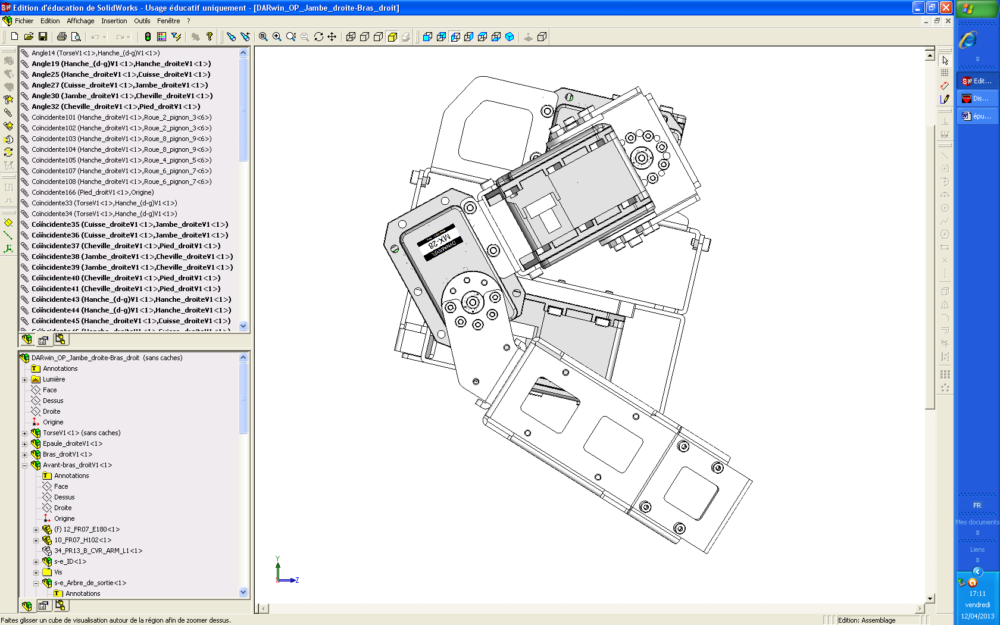 Edition d'éducation de SolidWorks - Usage éducatif uniquement - [DARwin_OP_Jambe_droite-Bras_droit]
Fichier Edition Affichage Insertion Outils Fenêtre ?
Angle14 (TorseV1<1>,Hanche_(d-g)V1<1>)
Angle19 (Hanche_(d-g)V1<1>,Hanche_droiteV1<1>)
Angle25 (Hanche_droiteV1<1>,Cuisse_droiteV1<1>)
Angle27 (Cuisse_droiteV1<1>,Jambe_droiteV1<1>)
Angle30 (Jambe_droiteV1<1>,Cheville_droiteV1<1>)
Angle32 (Cheville_droiteV1<1>,Pied_droitV1<1>)
Coïncidente101 (Hanche_droiteV1<1>,Roue_2_pignon_3<6>)
Coïncidente102 (Hanche_droiteV1<1>,Roue_2_pignon_3<6>)
Coïncidente103 (Hanche_droiteV1<1>,Roue_8_pignon_9<6>)
Coïncidente104 (Hanche_droiteV1<1>,Roue_8_pignon_9<6>)
Coïncidente105 (Hanche_droiteV1<1>,Roue_4_pignon_5<6>)
Coïncidente107 (Hanche_droiteV1<1>,Roue_6_pignon_7<6>)
Coïncidente108 (Hanche_droiteV1<1>,Roue_6_pignon_7<6>)
Coïncidente166 (Pied_droitV1<1>,Origine)
Coïncidente33 (TorseV1<1>,Hanche_(d-g)V1<1>)
Coïncidente34 (TorseV1<1>,Hanche_(d-g)V1<1>)
Coïncidente35 (Cuisse_droiteV1<1>,Jambe_droiteV1<1>)
Coïncidente36 (Cuisse_droiteV1<1>,Jambe_droiteV1<1>)
Coïncidente37 (Cheville_droiteV1<1>,Pied_droitV1<1>)
Coïncidente38 (Jambe_droiteV1<1>,Cheville_droiteV1<1>)
Coïncidente39 (Jambe_droiteV1<1>,Cheville_droiteV1<1>)
Coïncidente40 (Cheville_droiteV1<1>,Pied_droitV1<1>)
Coïncidente41 (Cheville_droiteV1<1>,Pied_droitV1<1>)
Coïncidente43 (Hanche_(d-g)V1<1>,Hanche_droiteV1<1>)
Coïncidente44 (Hanche_(d-g)V1<1>,Hanche_droiteV1<1>)
Coïncidente45 (Hanche_droiteV1<1>,Cuisse_droiteV1<1>)
DARwin_OP_Jambe_droite-Bras_droit (sans caches)
Annotations
Lumière
Face
Dessus
Droite
Origine
TorseV1<1> (sans caches)
Epaule_droiteV1<1>
Bras_droitV1<1>
Avant-bras_droitV1<1>
Annotations
Face
Dessus
Droite
Origine
(f) 12_FR07_E180<1>
10_FR07_H102<1>
34_PR13_B_CVR_ARM_L1<1>
s-e_ID<1>
Vis
s-e_Arbre_de_sortie<1>
Annotations
DYNAMIXEL
MX-28
Y
Z
Faites glisser un cube de visualisation autour de la région afin de zoomer dessus.
Edition: Assemblage
Edit...
Dis...
épu...
FR
Mes documents
Liens
17:11
vendredi
12/04/2013